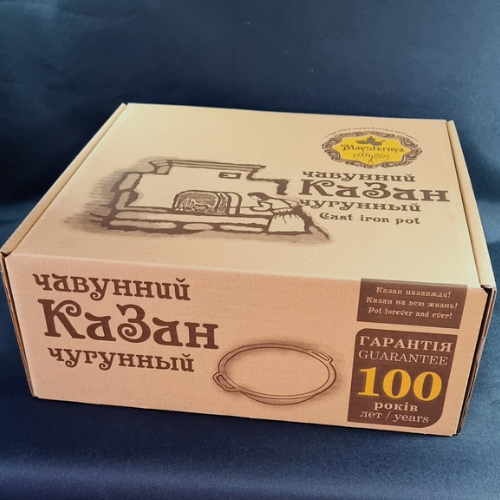 Maysternya
чавунний
КаЗан
чугунный
Cast iron pot
чавунний
КаЗан
чугунный
Казан назавжди!
Казан на всю жизнь!
Pot forever and ever!
ГАРАНТІЯ
GUARANTEE
100
років
лет / years